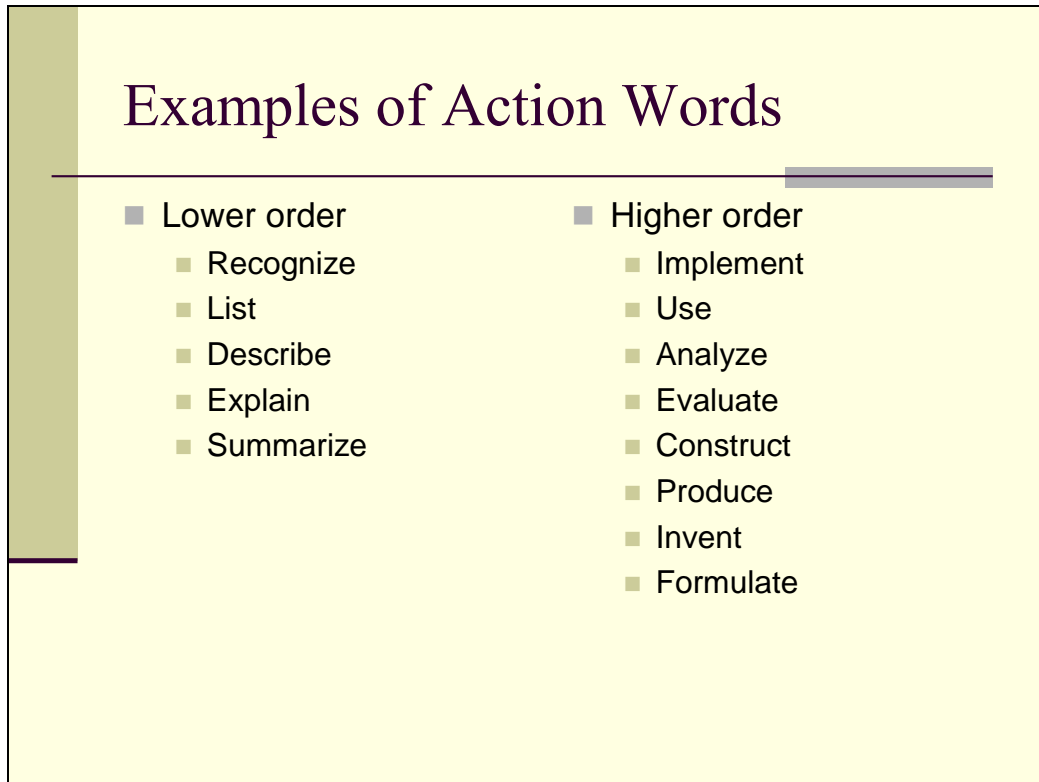 Examples of Action Words
Lower order
Recognize
List
Describe
Explain
Summarize
Higher order
Implement
Use
Analyze
Evaluate
Construct
Produce
Invent
Formulate